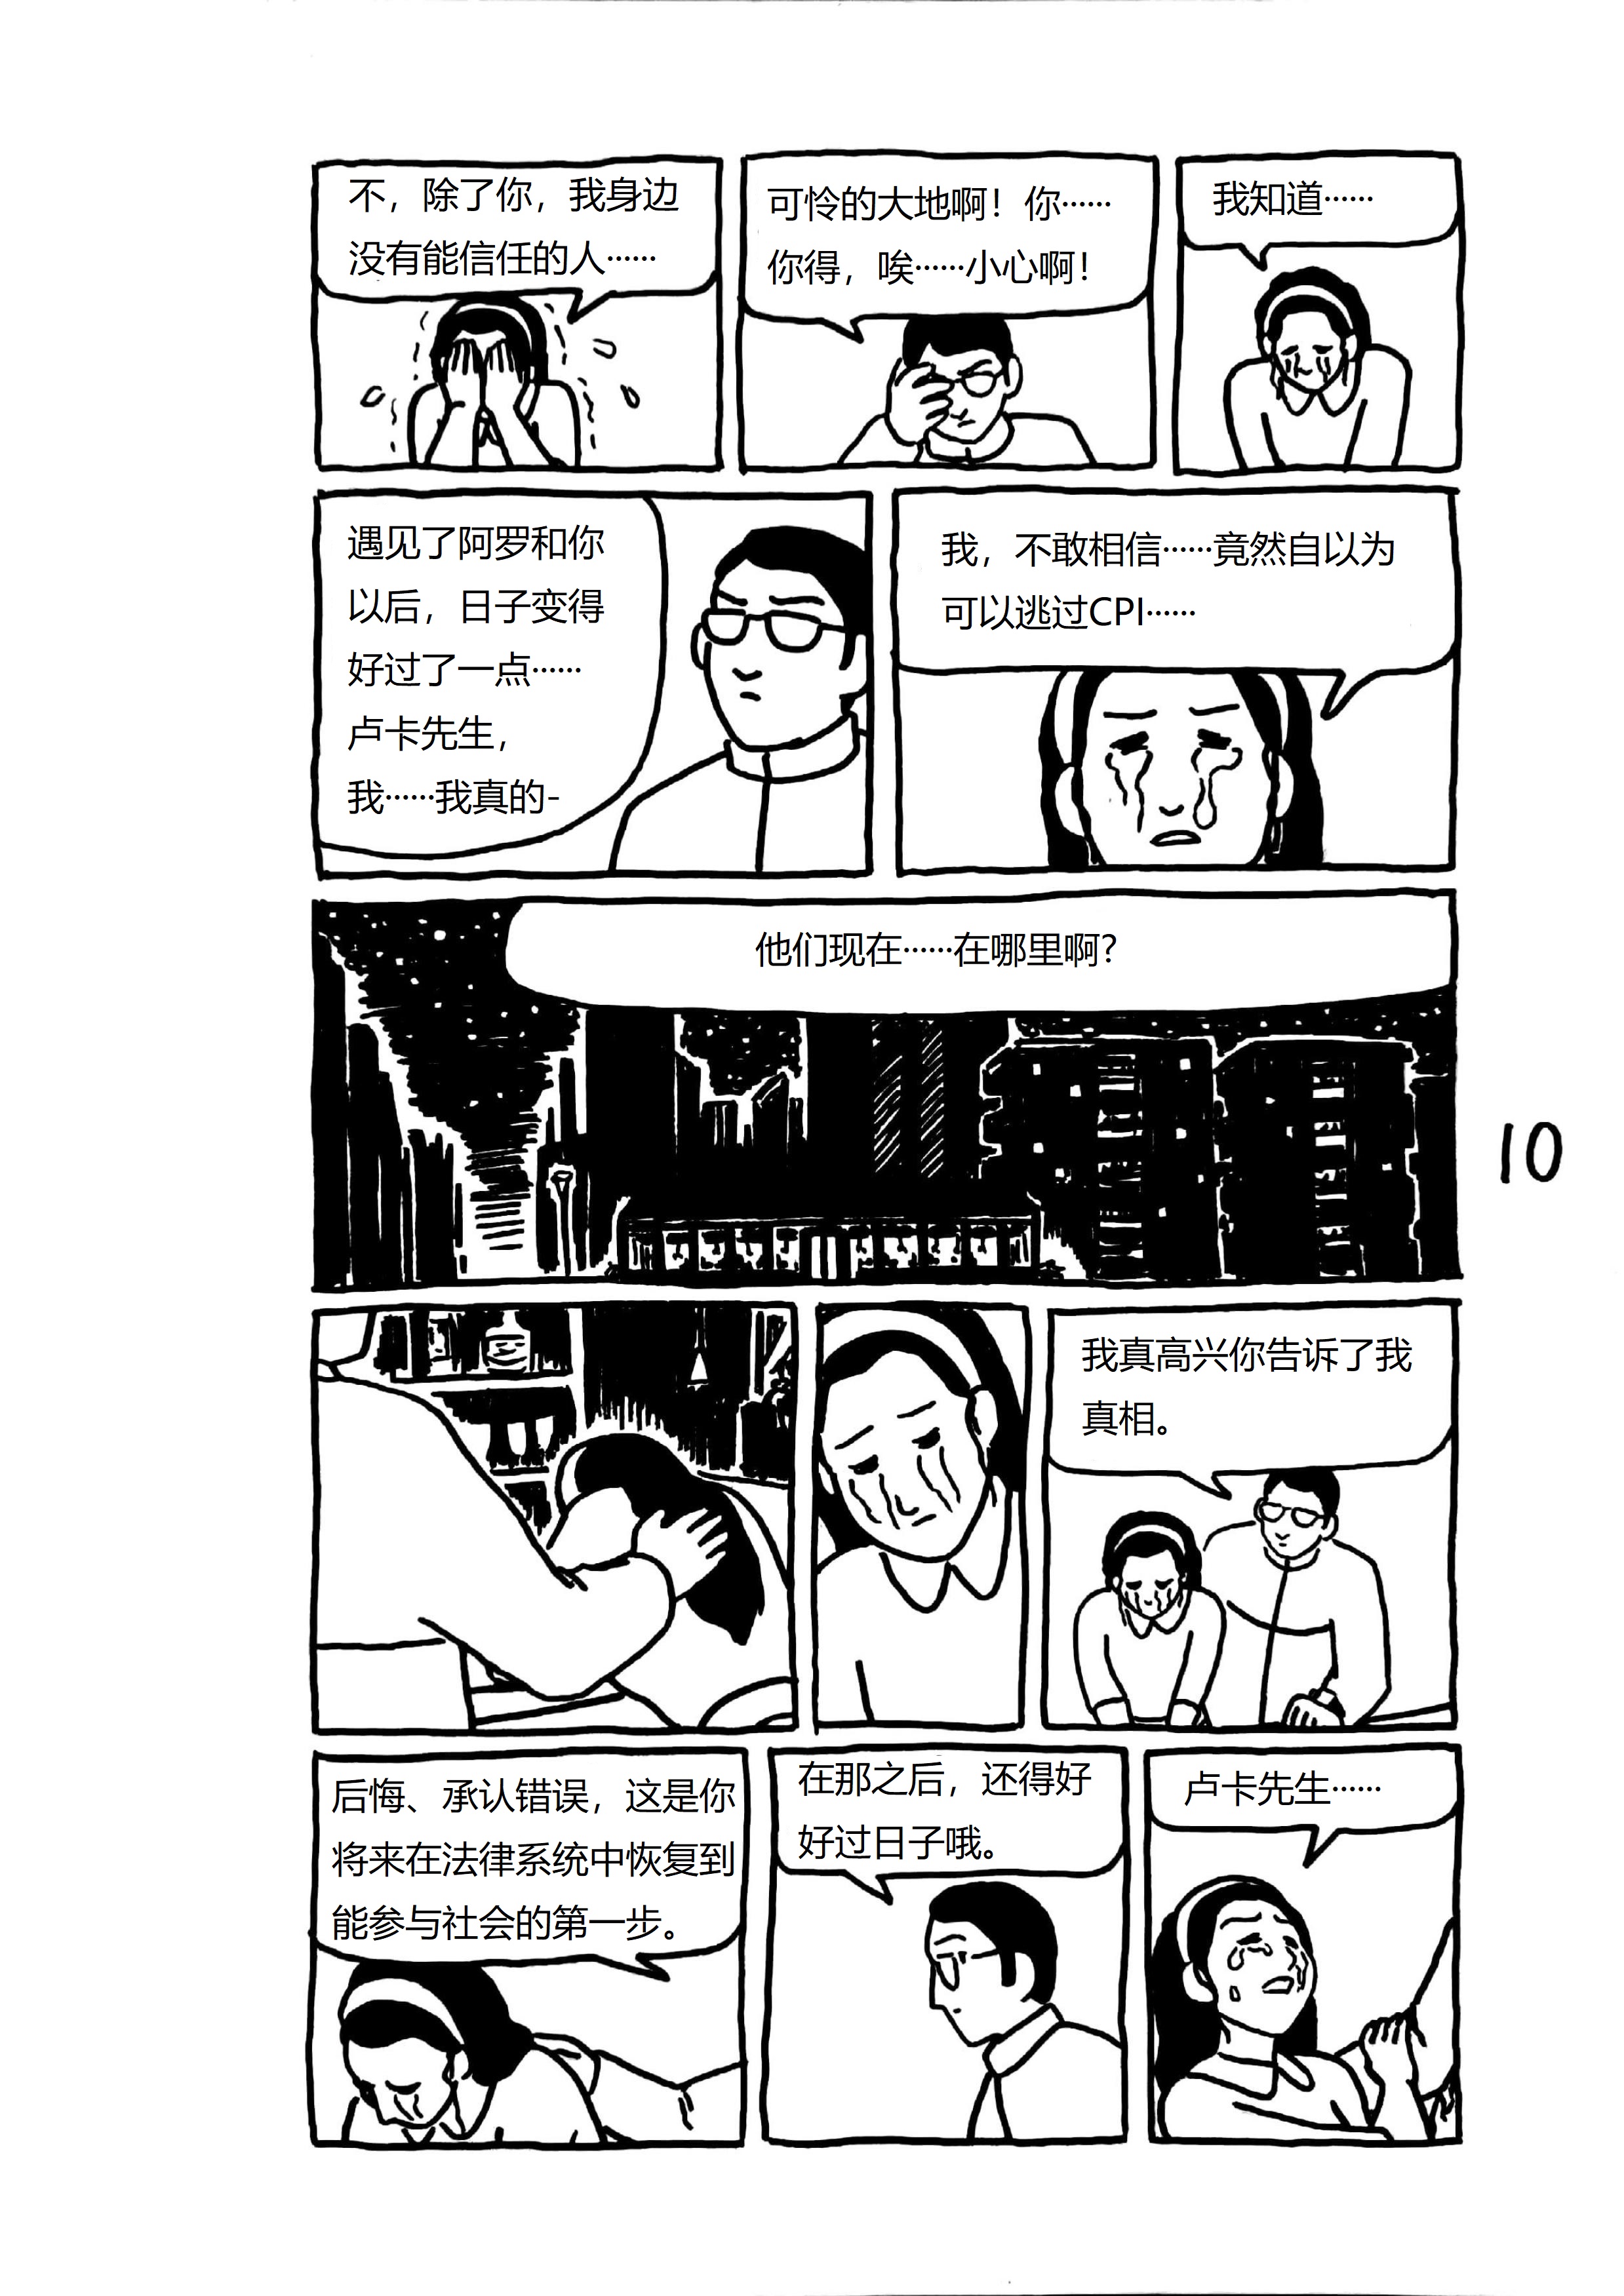 不，除了你，我身边
没有能信任的人······
可怜的大地啊！你······
你得，唉······小心啊！
我知道······
遇见了阿罗和你
以后，日子变得
好过了一点······
卢卡先生，
我······我真的-
我，不敢相信······竟然自以为
可以逃过CPI······
他们现在······在哪里啊?
10
我真高兴你告诉了我
真相。
后悔、承认错误，这是你
将来在法律系统中恢复到
能参与社会的第一步。
在那之后，还得好
好过日子哦。
卢卡先生······